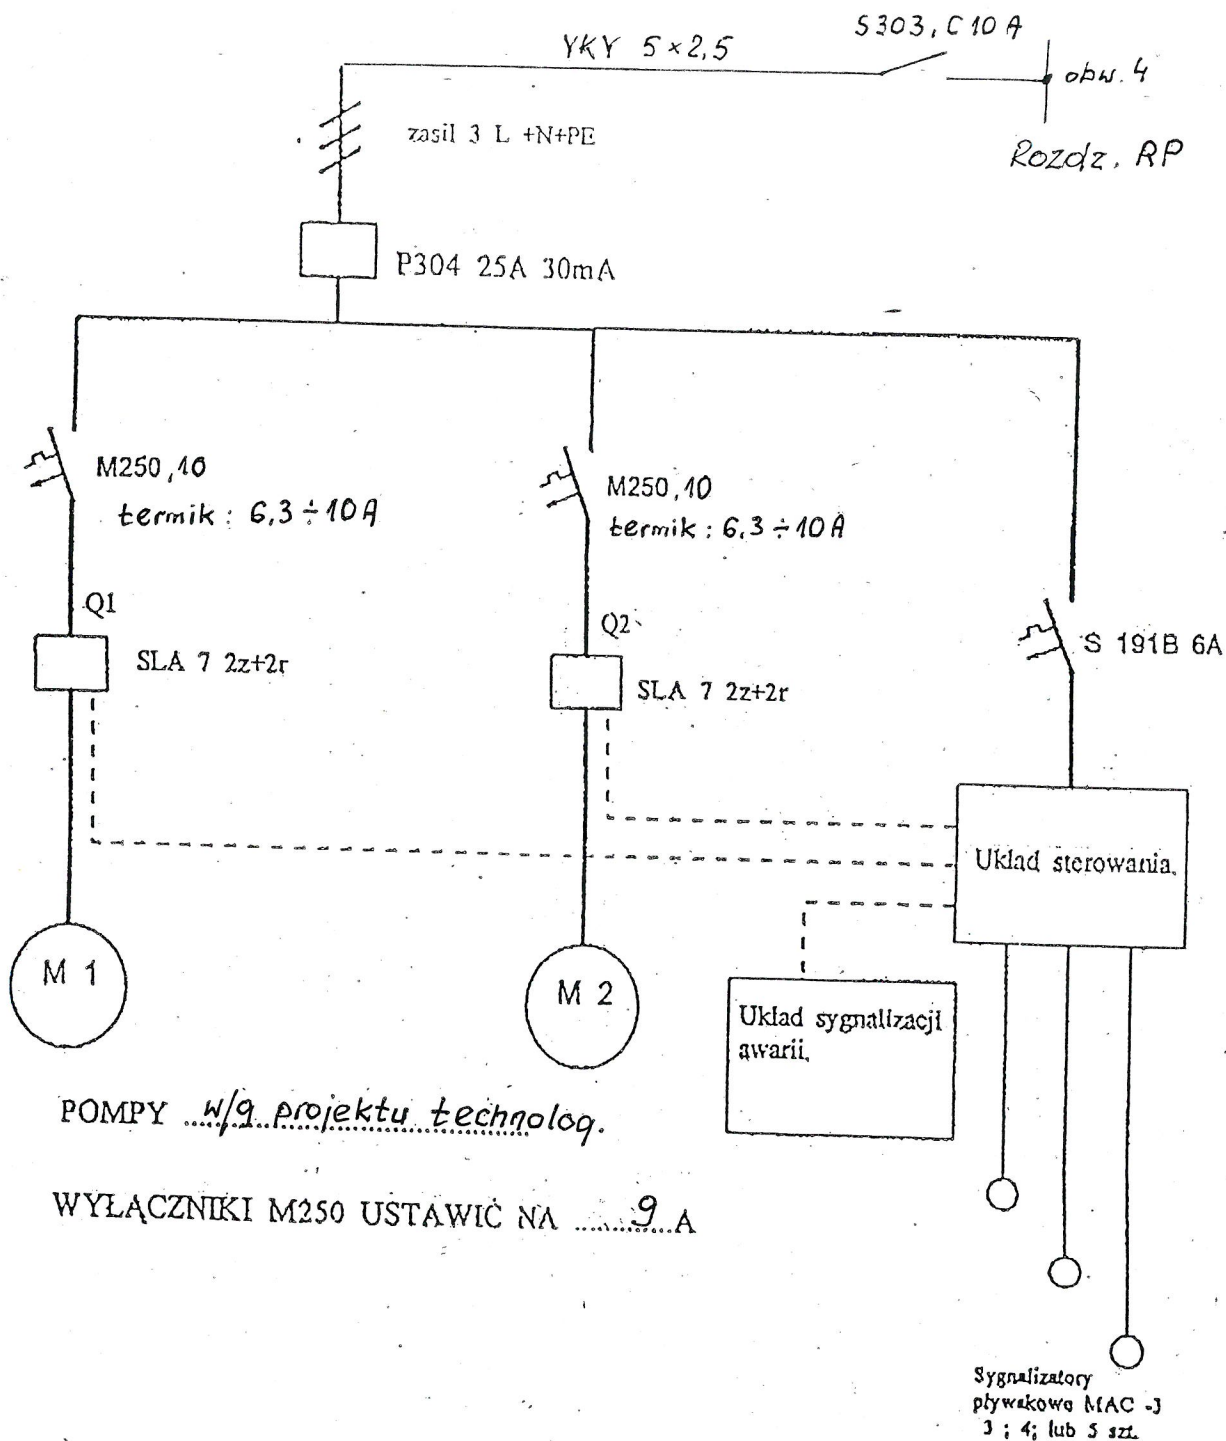 S303, C10A
YKY 5×2,5
obw. 4
zasil 3 L +N+PE
Rozdz. RP
P304 25A 30mA
M250,10
termik: 6,3÷10A
M250,10
termik: 6,3÷10A
Q1
Q2
SLA 7 2z+2r
SLA 7 2z+2r
S 191B 6A
Układ sterowania.
M 1
M 2
Układ sygnalizacji
awarii.
POMPY w/g projektu technolog.
WYŁĄCZNIKI M250 USTAWIĆ NA 9 A
Sygnalizatory
pływakowe MAC -3
3 ; 4; lub 5 szt.